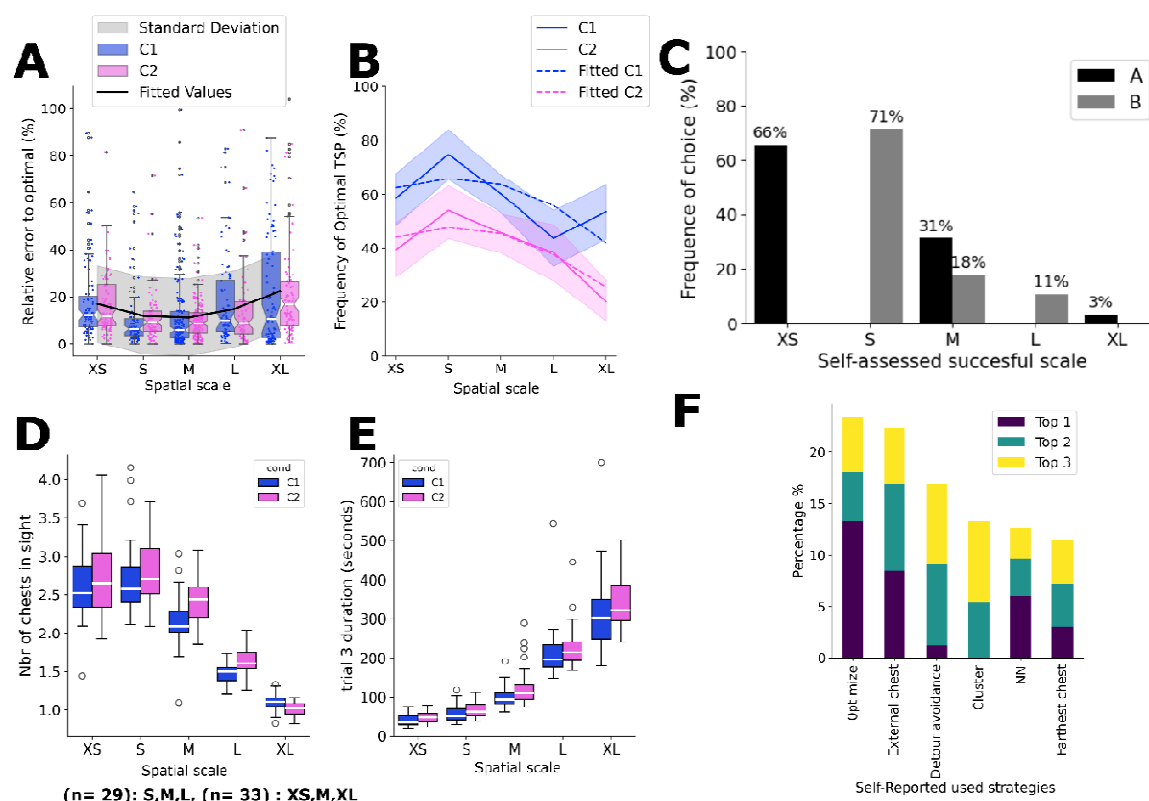 A
Standard Deviation
C1
C2
Fitted Values
Relative error to optimal (%)
100
80
60
40
20
0
XS S M L XL
Spatial scale
B
C1
C2
Fitted C1
Fitted C2
Frequency of Optimal TSP (%)
100
80
60
40
20
0
XS S M L XL
Spatial scale
C
A
B
Frequence of choice (%)
100
80
60
40
20
0
66%
71%
31%
18%
11%
3%
XS S M L XL
Self-assessed succesful scale
D
cond
C1
C2
Nbr of chests in sight
4.0
3.5
3.0
2.5
2.0
1.5
1.0
XS S M L XL
Spatial scale
(n= 29): S,M,L, (n= 33) : XS,M,XL
E
cond
C1
C2
trial 3 duration (seconds)
700
600
500
400
300
200
100
0
XS S M L XL
Spatial scale
F
Top 1
Top 2
Top 3
Percentage %
20
15
10
5
0
Optimize
External chest
Detour avoidance
Cluster
NN
Farthest chest
Self-Reported used strategies